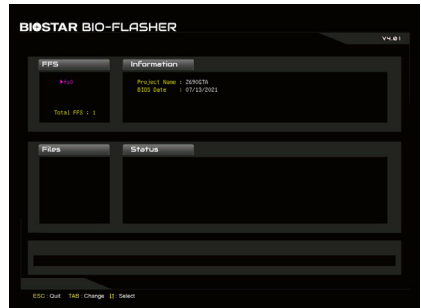 BIOSTAR BIO-FLASHER
V4.01
FFS
Information
Project Name : Z690GTA
BIOS Date : 07/13/2021
Total FFS : 1
Files
Status
ESC : Quit TAB : Change : Select